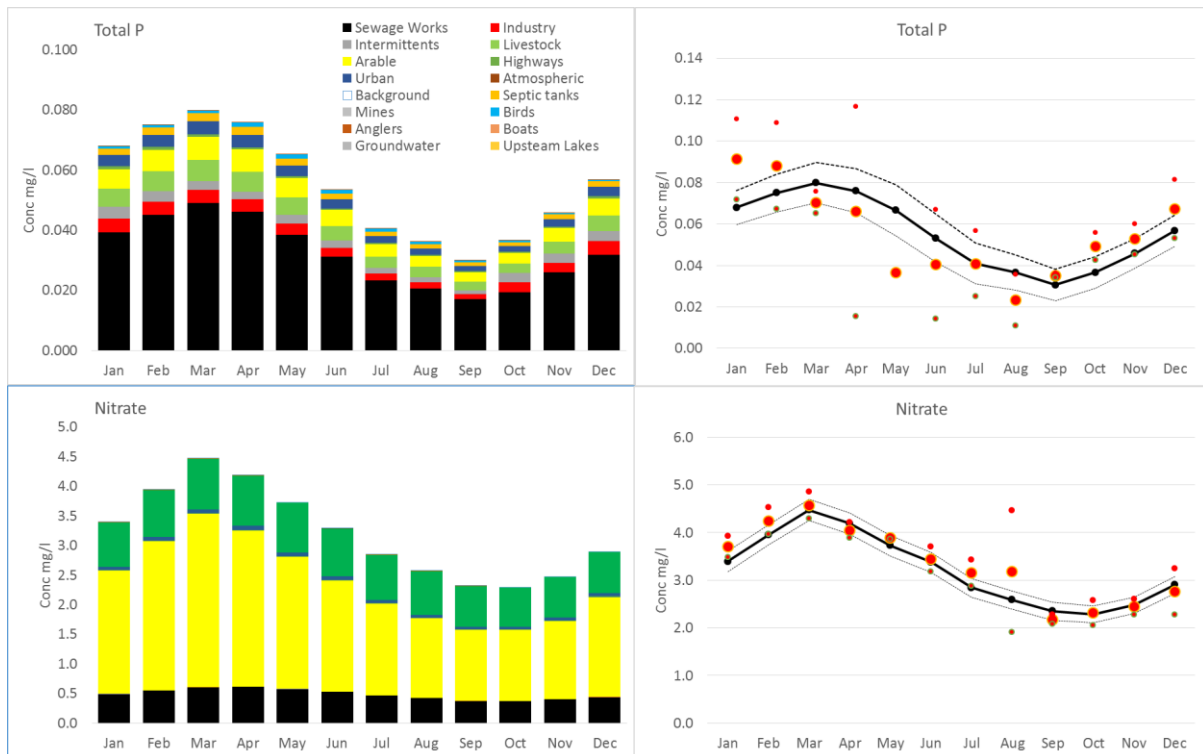 Total P
Conc mg/l
0.100
0.080
0.060
0.040
0.020
0.000
Sewage Works Industry
Intermittents Livestock
Arable Highways
Urban Atmospheric
Background Septic tanks
Mines Birds
Anglers Boats
Groundwater Upsteam Lakes
Jan Feb Mar Apr May Jun Jul Aug Sep Oct Nov Dec
Total P
Conc mg/l
0.14
0.12
0.10
0.08
0.06
0.04
0.02
0.00
Jan Feb Mar Apr May Jun Jul Aug Sep Oct Nov Dec
Nitrate
Conc mg/l
5.0
4.5
4.0
3.5
3.0
2.5
2.0
1.5
1.0
0.5
0.0
Jan Feb Mar Apr May Jun Jul Aug Sep Oct Nov Dec
Nitrate
Conc mg/l
6.0
5.0
4.0
3.0
2.0
1.0
0.0
Jan Feb Mar Apr May Jun Jul Aug Sep Oct Nov Dec